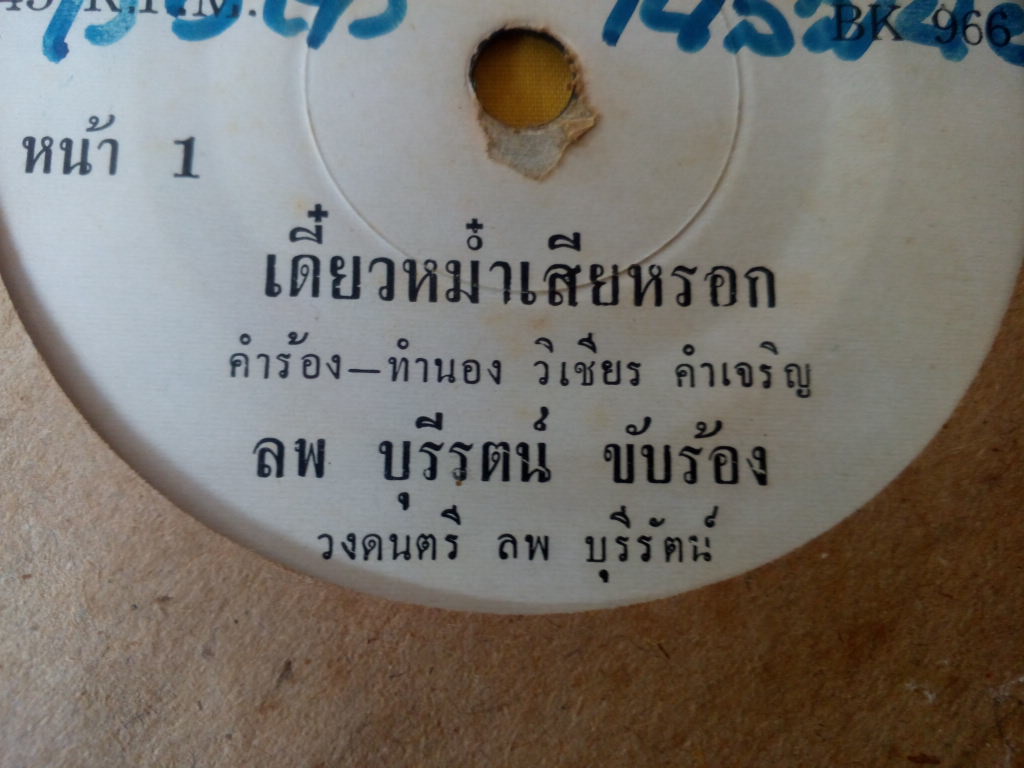 45 R.P.M.
BK 966
หน้า 1
เดี๋ยวหม่ำเสียหรอก
คำร้อง—ทำนอง วิเชียร คำเจริญ
ลพ บุรีรตน์ ขับร้อง
วงดนตรี ลพ บุรีรัตน์